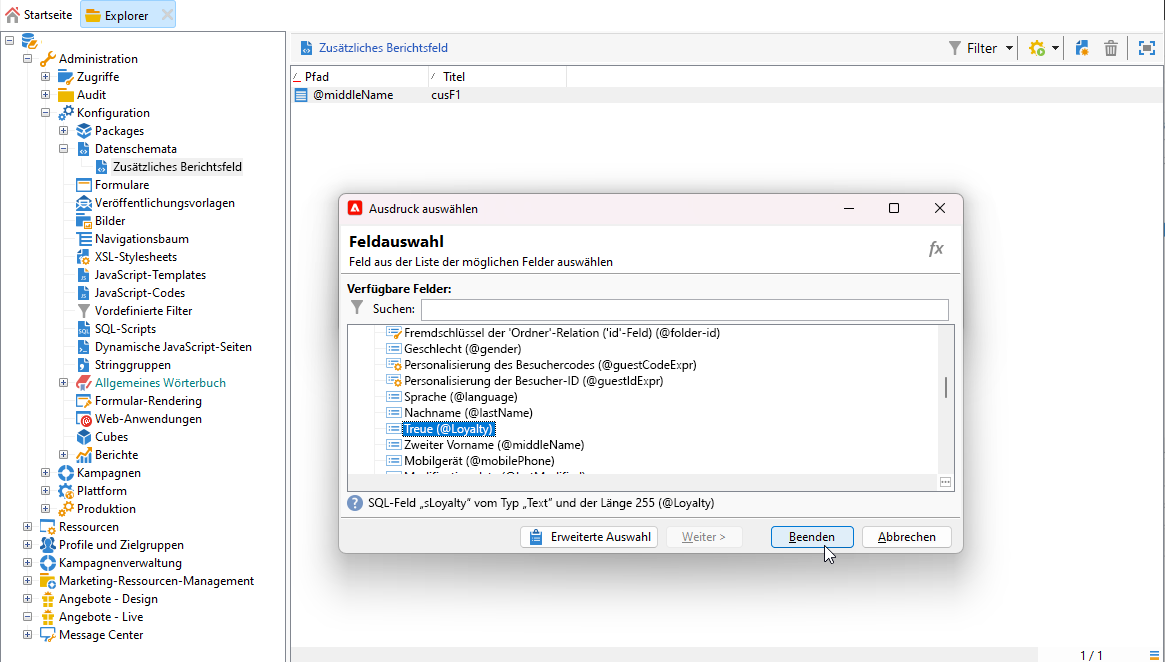 Startseite
Explorer
Administration
Zugriffe
Audit
Konfiguration
Packages
Datenschemata
Zusätzliches Berichtsfeld
Formulare
Veröffentlichungsvorlagen
Bilder
Navigationsbaum
XSL-Stylesheets
JavaScript-Templates
JavaScript-Codes
Vordefinierte Filter
SQL-Scripts
Dynamische JavaScript-Seiten
Stringgruppen
Allgemeines Wörterbuch
Formular-Rendering
Web-Anwendungen
Cubes
Berichte
Kampagnen
Plattform
Produktion
Ressourcen
Profile und Zielgruppen
Kampagnenverwaltung
Marketing-Ressourcen-Management
Angebote - Design
Angebote - Live
Message Center
Zusätzliches Berichtsfeld
Filter
Pfad Titel
@middleName cusF1
Ausdruck auswählen
Feldauswahl
Feld aus der Liste der möglichen Felder auswählen
fx
Verfügbare Felder:
Suchen:
Fremdschlüssel der 'Ordner'-Relation ('id'-Feld) (@folder-id)
Geschlecht (@gender)
Personalisierung des Besuchercodes (@guestCodeExpr)
Personalisierung der Besucher-ID (@guestIdExpr)
Sprache (@language)
Nachname (@lastName)
Treue (@Loyalty)
Zweiter Vorname (@middleName)
Mobilgerät (@mobilePhone)
SQL-Feld „sLoyalty" vom Typ „Text" und der Länge 255 (@Loyalty)
Erweiterte Auswahl
Weiter >
Beenden
Abbrechen
1 / 1